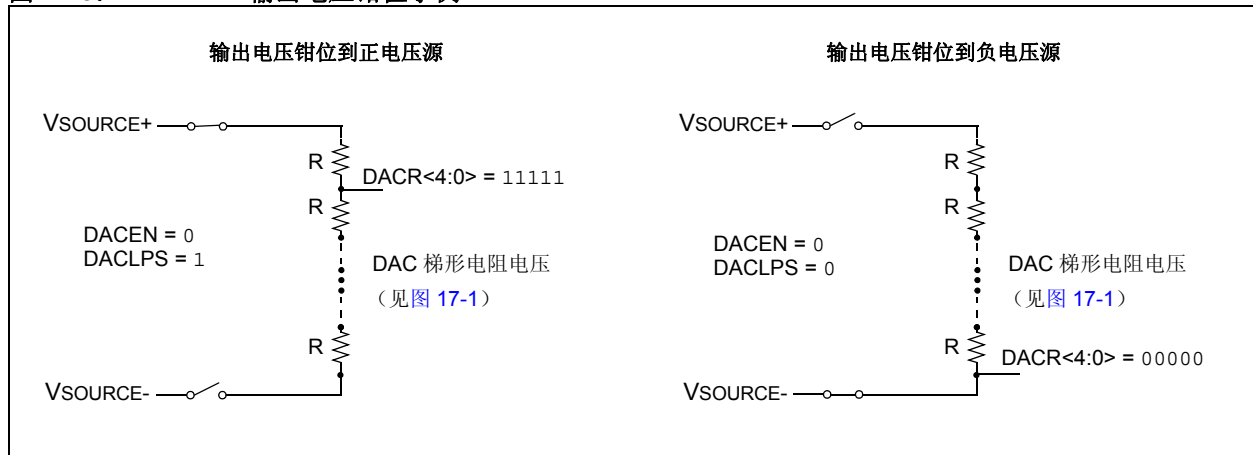 输出电压钳位到正电压源
VSOURCE+
R
DACR<4:0> = 11111
R
DACEN = 0
DACLPS = 1
DAC 梯形电阻电压
（见图 17-1）
R
VSOURCE-
输出电压钳位到负电压源
VSOURCE+
R
R
DACEN = 0
DACLPS = 0
DAC 梯形电阻电压
（见图 17-1）
R
DACR<4:0> = 00000
VSOURCE-